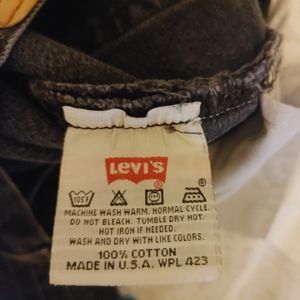 LEVI'S
105F
MACHINE WASH WARM, NORMAL CYCLE.
DO NOT BLEACH. TUMBLE DRY HOT.
HOT IRON IF NEEDED.
WASH AND DRY WITH LIKE COLORS.
100% COTTON
MADE IN U.S.A. WPL 423